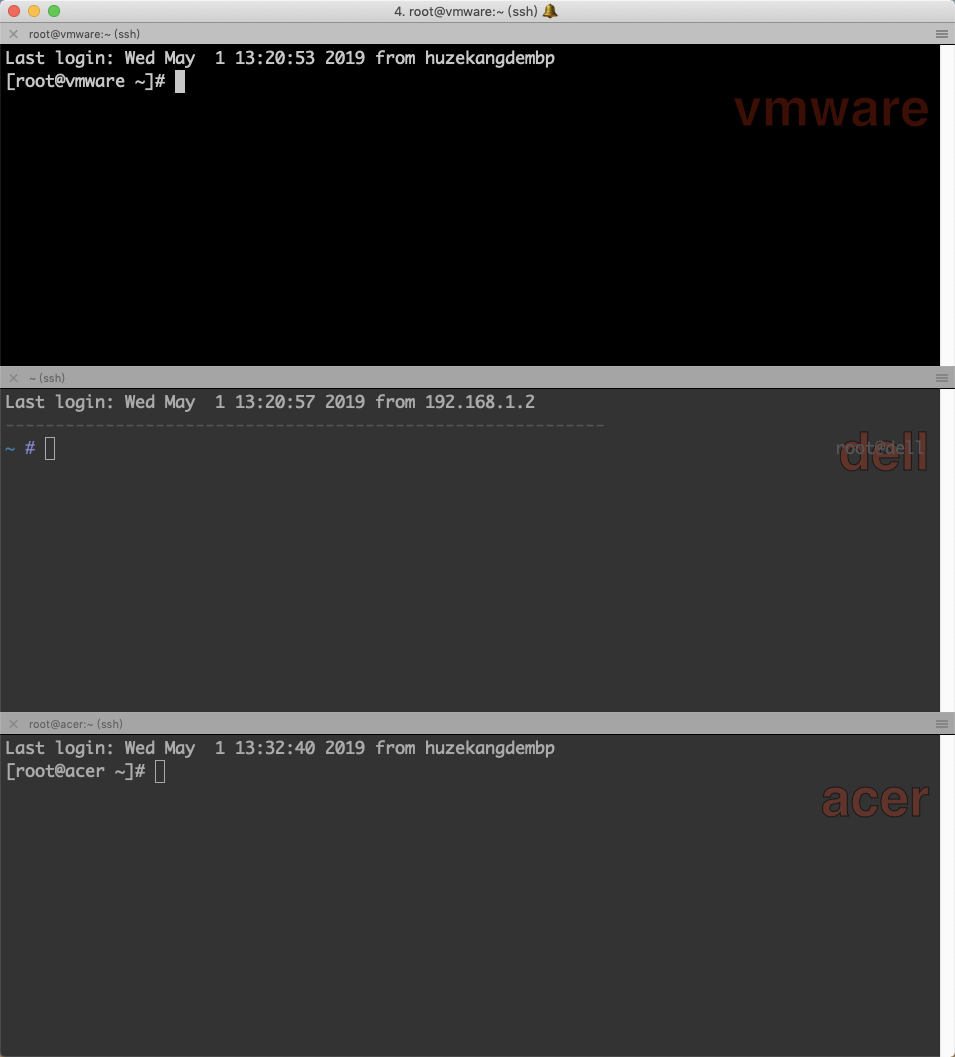 4. root@vmware:~ (ssh) 🔔
root@vmware:~ (ssh)
Last login: Wed May  1 13:20:53 2019 from huzekangdembp
[root@vmware ~]#
vmware
~ (ssh)
Last login: Wed May  1 13:20:57 2019 from 192.168.1.2
------------------------------------------------------------
~ # root@dell
dell
root@acer:~ (ssh)
Last login: Wed May  1 13:32:40 2019 from huzekangdembp
[root@acer ~]#
acer